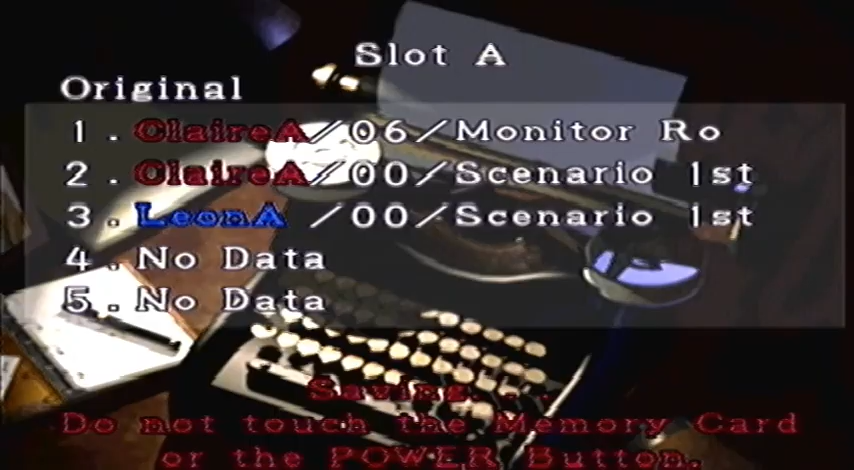 Slot A
Original
1. ClaireA/06/Monitor Ro
2. ClaireA/00/Scenario 1st
3. LeonA /00/Scenario 1st
4. No Data
5. No Data
Saving. . .
Do not touch the Memory Card
or the POWER Button.